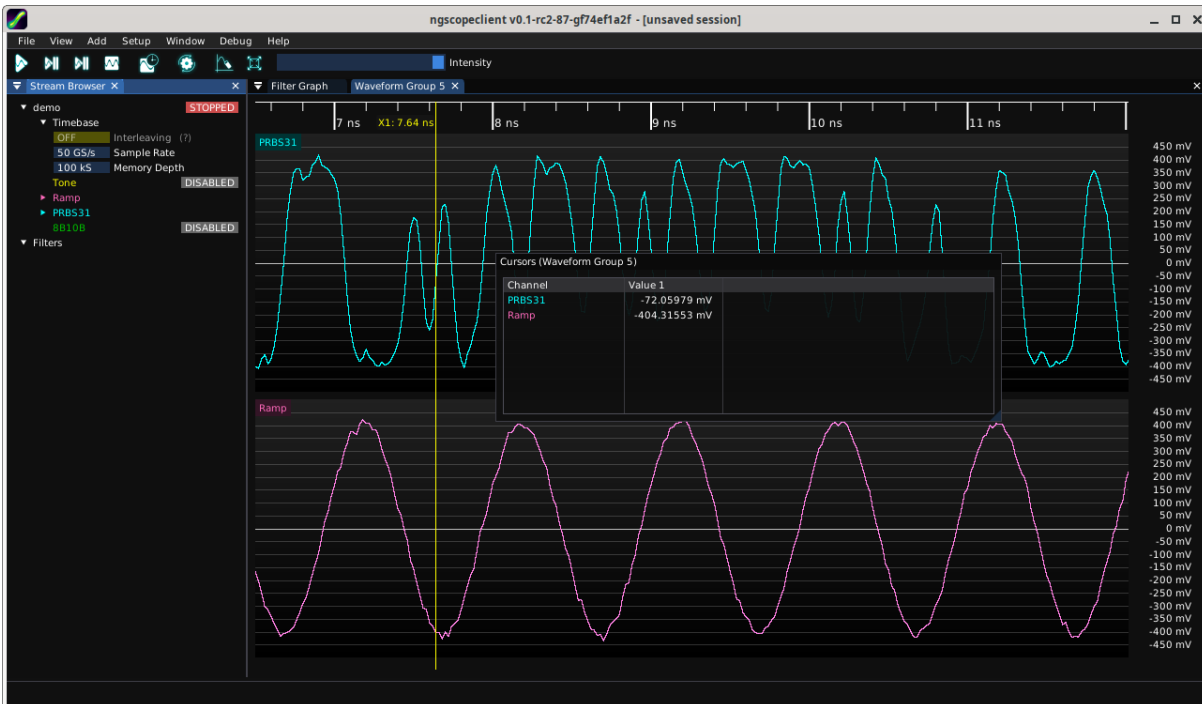 ngscopeclient v0.1-rc2-87-gf74ef1a2f - [unsaved session]
File View Add Setup Window Debug Help
Intensity
Stream Browser
Filter Graph
Waveform Group 5
demo
STOPPED
Timebase
OFF Interleaving (?)
50 GS/s Sample Rate
100 kS Memory Depth
Tone DISABLED
Ramp
PRBS31
8B10B DISABLED
Filters
7 ns X1: 7.64 ns 8 ns 9 ns 10 ns 11 ns
PRBS31
450 mV
400 mV
350 mV
300 mV
250 mV
200 mV
150 mV
100 mV
50 mV
0 mV
-50 mV
-100 mV
-150 mV
-200 mV
-250 mV
-300 mV
-350 mV
-400 mV
-450 mV
Cursors (Waveform Group 5)
Channel Value 1
PRBS31 -72.05979 mV
Ramp -404.31553 mV
Ramp
450 mV
400 mV
350 mV
300 mV
250 mV
200 mV
150 mV
100 mV
50 mV
0 mV
-50 mV
-100 mV
-150 mV
-200 mV
-250 mV
-300 mV
-350 mV
-400 mV
-450 mV